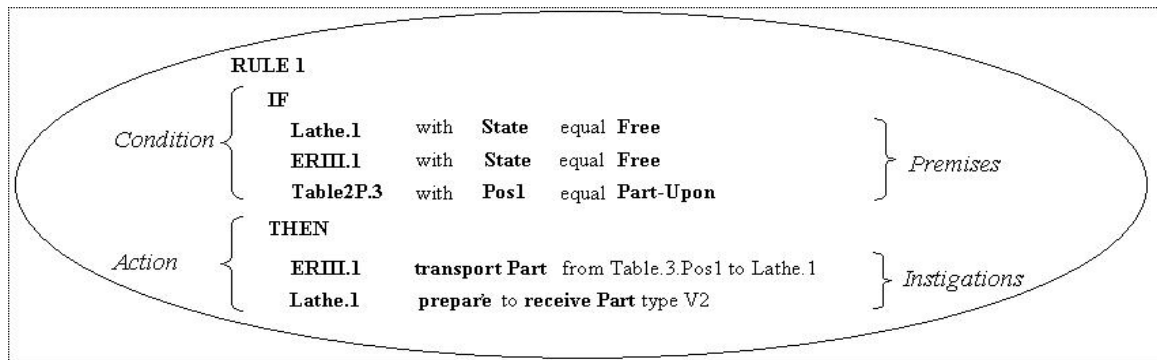 RULE 1
IF
Condition
Lathe.1 with State equal Free
ERIII.1 with State equal Free
Table2P.3 with Pos1 equal Part-Upon
Premises
THEN
Action
ERIII.1 transport Part from Table.3.Pos1 to Lathe.1
Lathe.1 prepare to receive Part type V2
Instigations